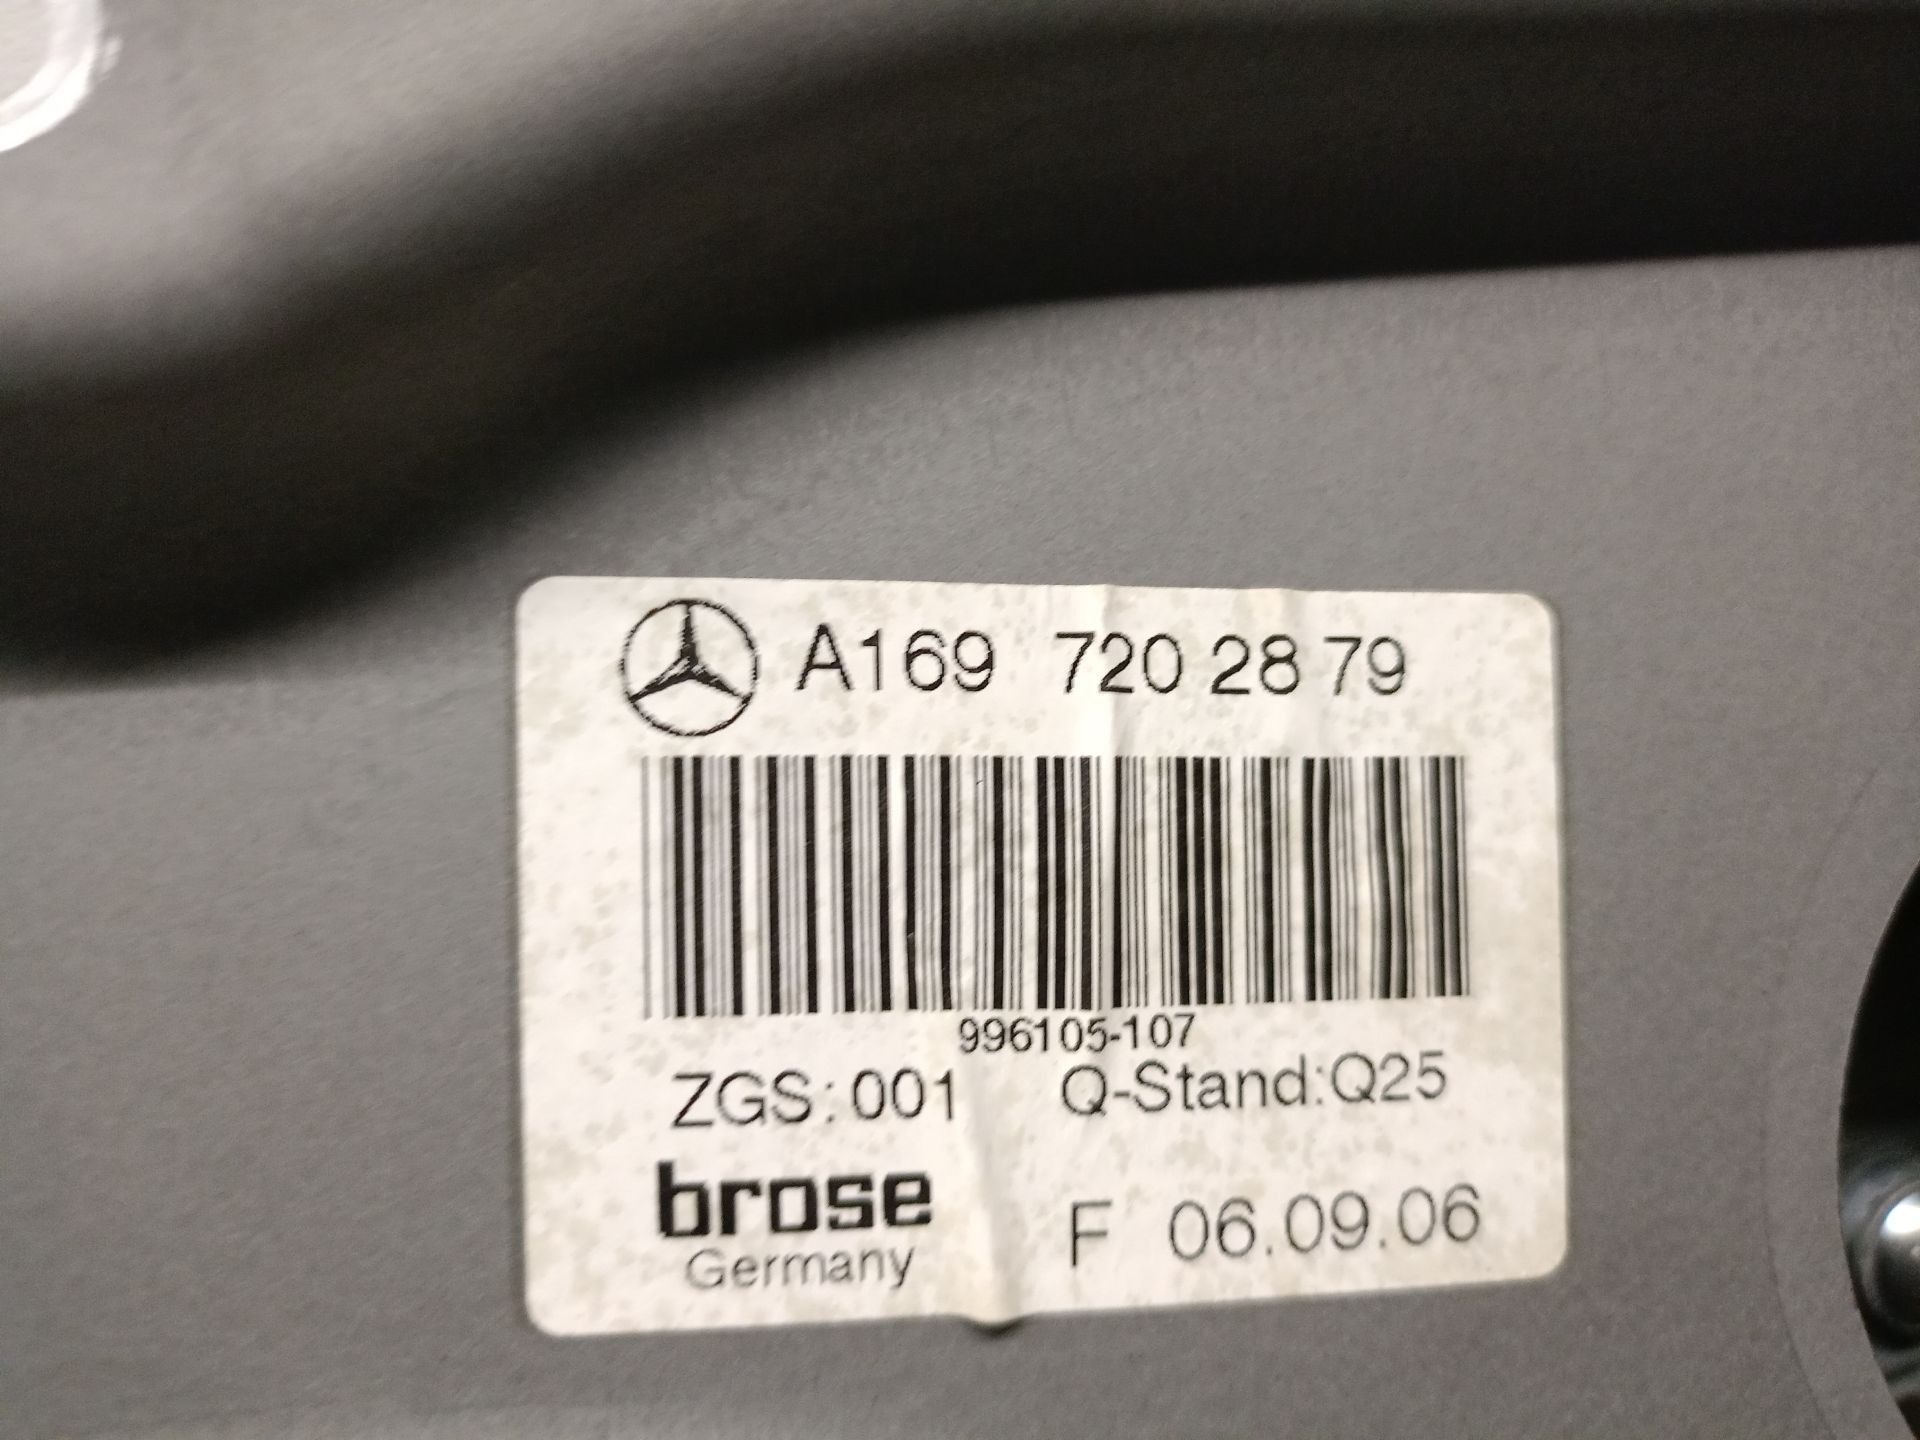 A169 720 28 79
996105-107
ZGS:001 Q-Stand:Q25
brose
Germany
F 06.09.06